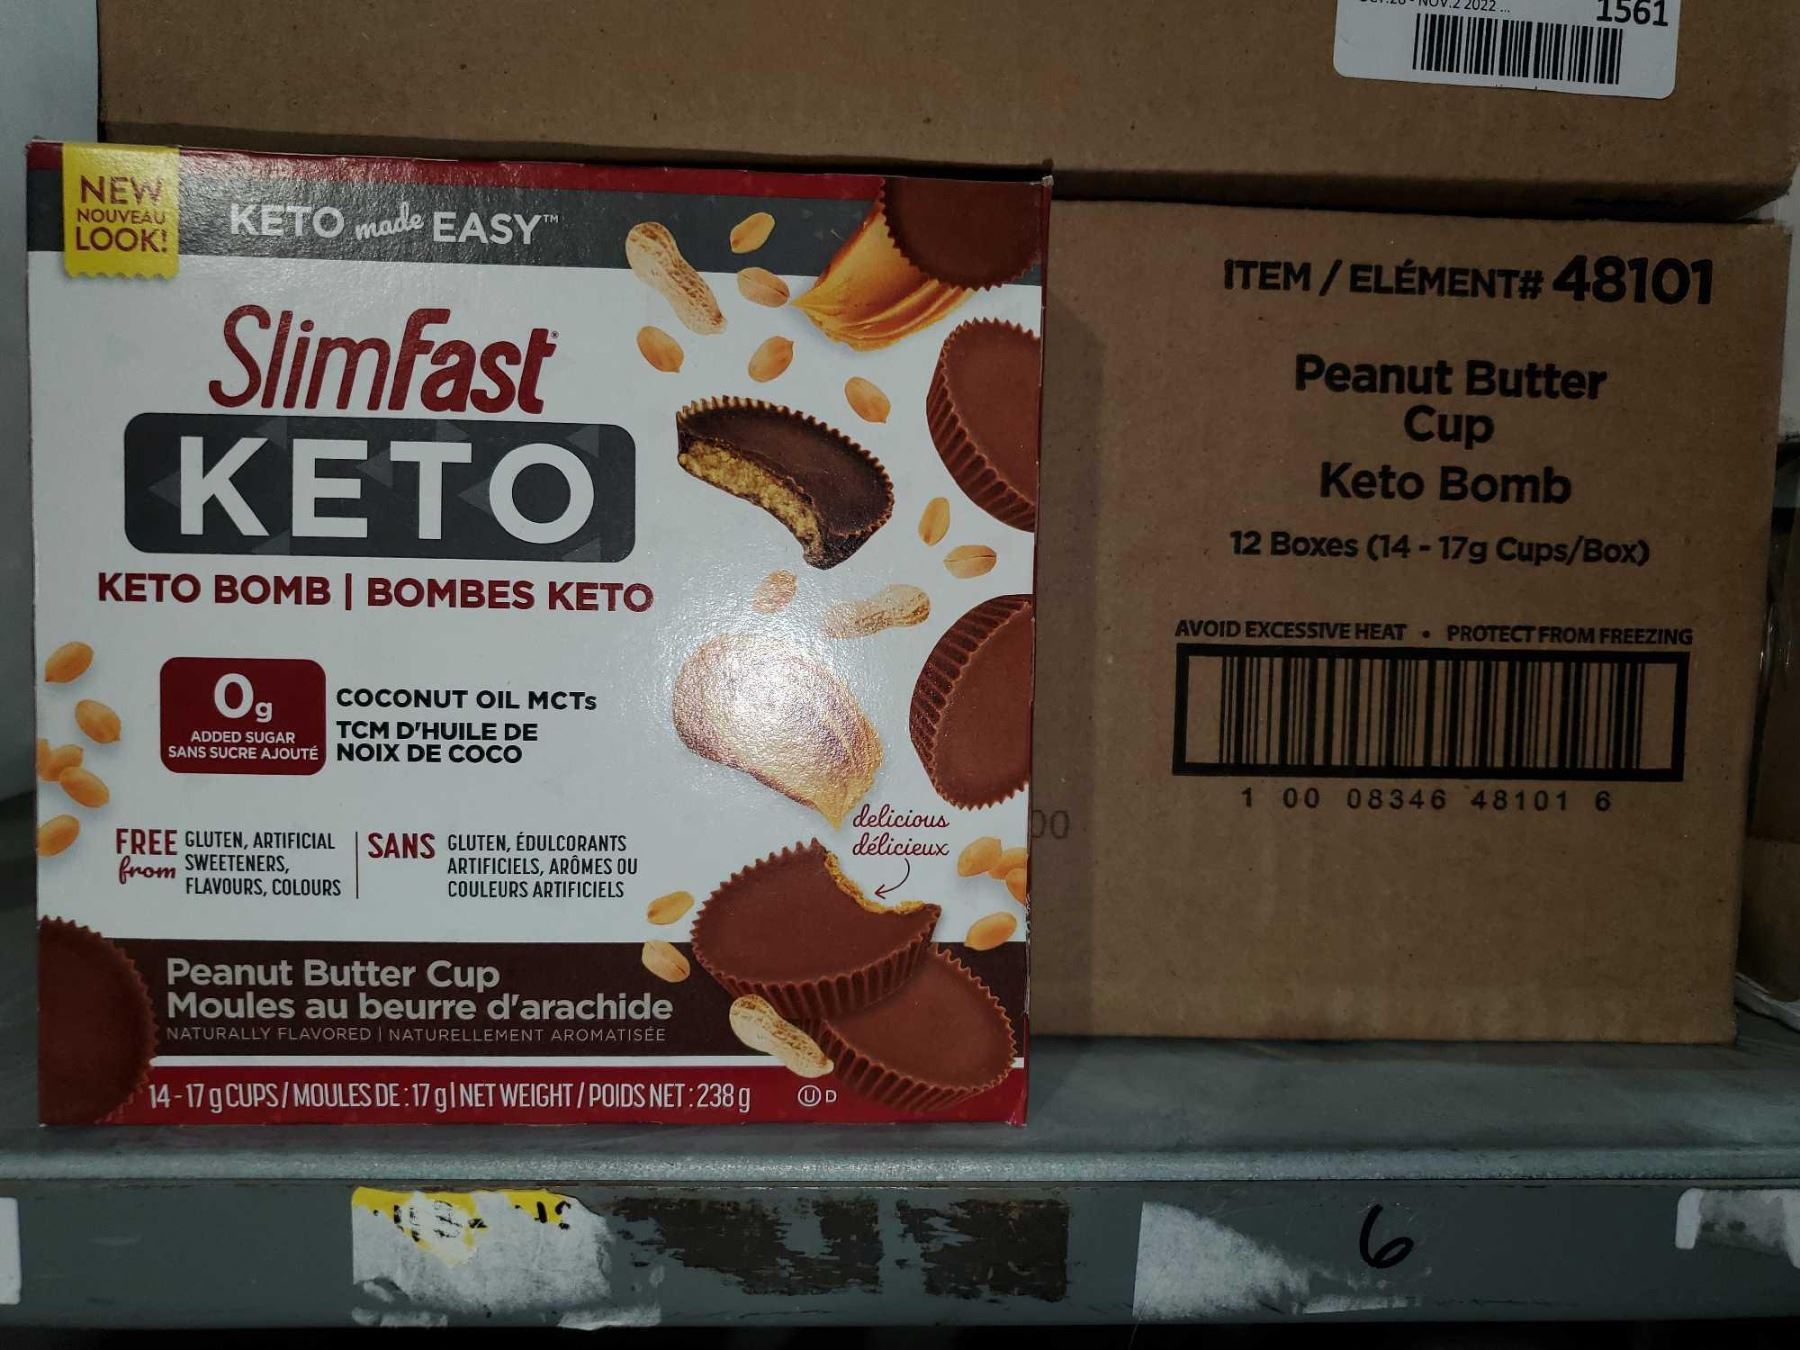 NOV.2 2022 ...
1561
NEW
NOUVEAU
LOOK!
KETO made EASY™
SlimFast®
KETO
KETO BOMB | BOMBES KETO
0g
ADDED SUGAR
SANS SUCRE AJOUTÉ
COCONUT OIL MCTs
TCM D'HUILE DE
NOIX DE COCO
delicious
délicieux
FREE from
GLUTEN, ARTIFICIAL
SWEETENERS,
FLAVOURS, COLOURS
SANS
GLUTEN, ÉDULCORANTS
ARTIFICIELS, ARÔMES OU
COULEURS ARTIFICIELS
Peanut Butter Cup
Moules au beurre d'arachide
NATURALLY FLAVORED | NATURELLEMENT AROMATISÉE
14 - 17 g CUPS / MOULES DE : 17 g | NET WEIGHT / POIDS NET : 238 g
U D
ITEM / ELÉMENT# 48101
Peanut Butter
Cup
Keto Bomb
12 Boxes (14 - 17g Cups/Box)
AVOID EXCESSIVE HEAT • PROTECT FROM FREEZING
1 00 08346 48101 6
00
6